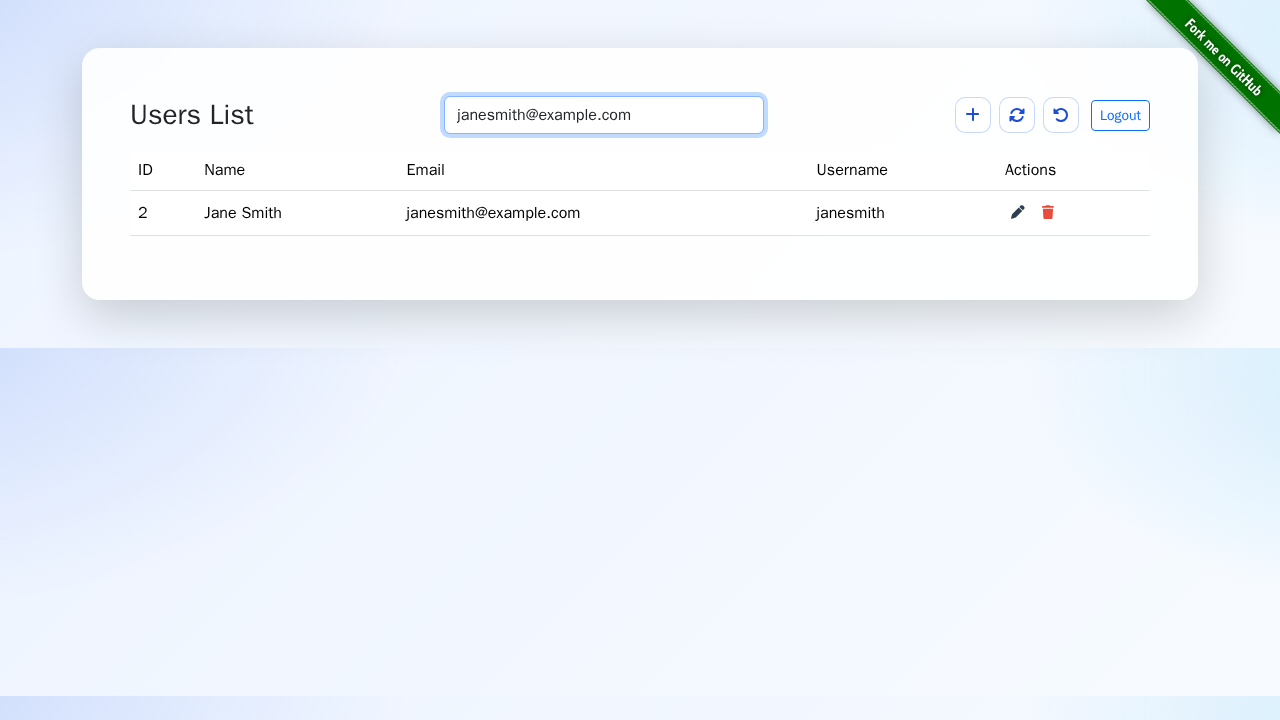 Fork me on GitHub
Users List
janesmith@example.com
Logout
ID Name Email Username Actions
2 Jane Smith janesmith@example.com janesmith